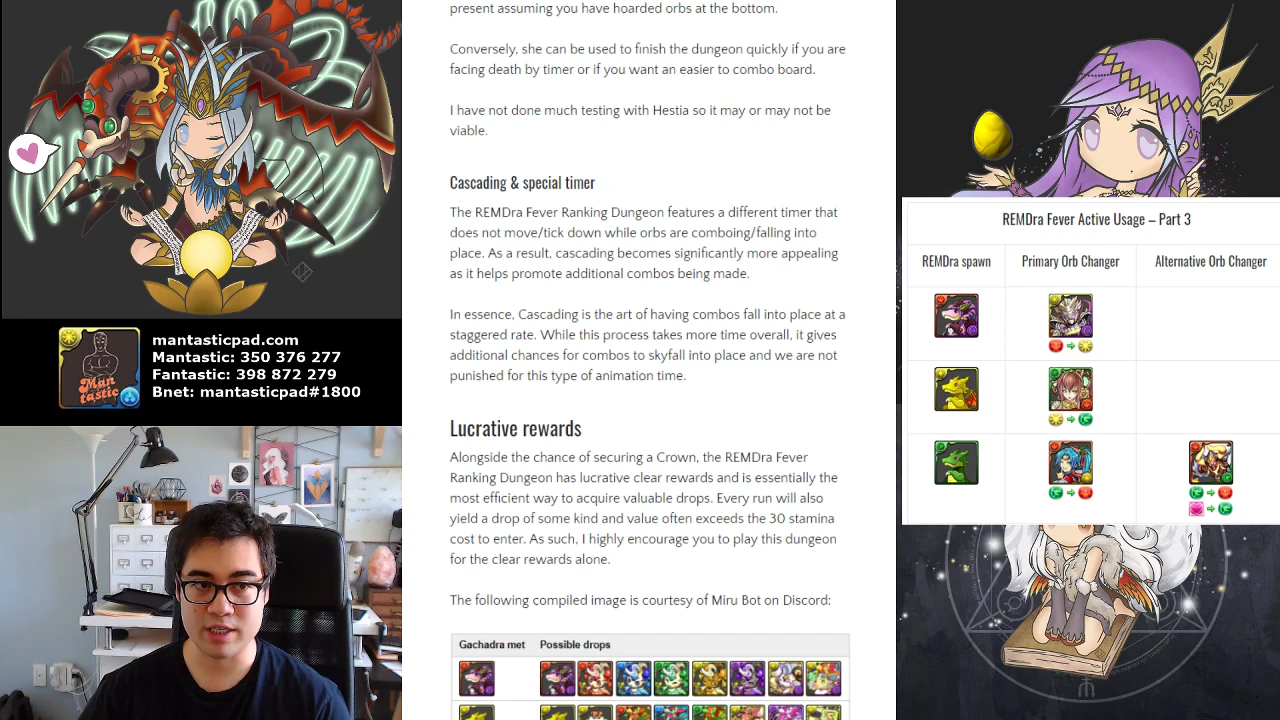 present assuming you have hoarded orbs at the bottom.
Conversely, she can be used to finish the dungeon quickly if you are
facing death by timer or if you want an easier to combo board.
I have not done much testing with Hestia so it may or may not be
viable.
Cascading & special timer
The REMDra Fever Ranking Dungeon features a different timer that
does not move/tick down while orbs are comboing/falling into
place. As a result, cascading becomes significantly more appealing
as it helps promote additional combos being made.
In essence, Cascading is the art of having combos fall into place at a
staggered rate. While this process takes more time overall, it gives
additional chances for combos to skyfall into place and we are not
punished for this type of animation time.
Lucrative rewards
Alongside the chance of securing a Crown, the REMDra Fever
Ranking Dungeon has lucrative clear rewards and is essentially the
most efficient way to acquire valuable drops. Every run will also
yield a drop of some kind and value often exceeds the 30 stamina
cost to enter. As such, I highly encourage you to play this dungeon
for the clear rewards alone.
The following compiled image is courtesy of Miru Bot on Discord:
Gachadra met Possible drops
Man
tastic
mantasticpad.com
Mantastic: 350 376 277
Fantastic: 398 872 279
Bnet: mantasticpad#1800
REMDra Fever Active Usage – Part 3
REMDra spawn Primary Orb Changer Alternative Orb Changer